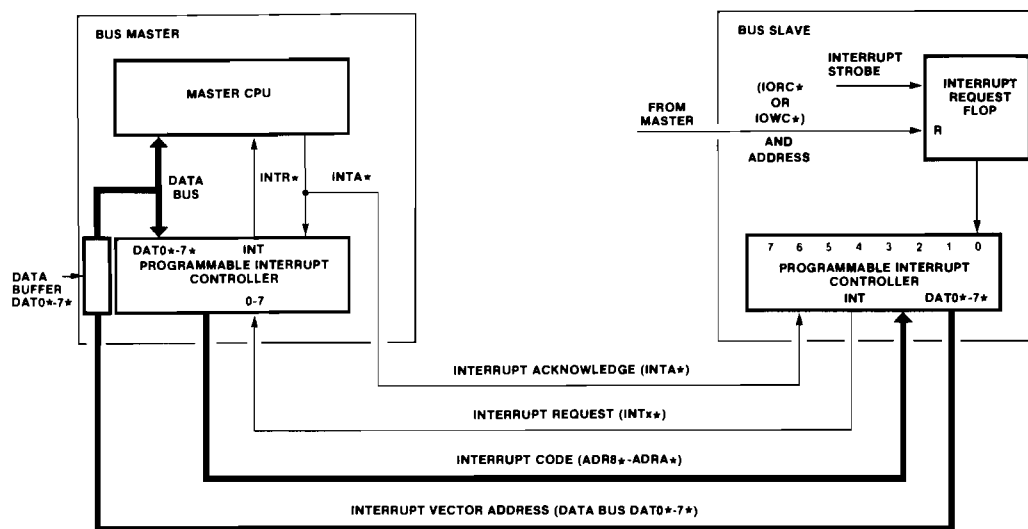 BUS MASTER
MASTER CPU
DATA
BUS
INTR*
INTA*
DAT0*-7*
INT
PROGRAMMABLE INTERRUPT
CONTROLLER
0-7
DATA
BUFFER
DAT0*-7*
BUS SLAVE
INTERRUPT
STROBE
INTERRUPT
REQUEST
FLOP
R
FROM
MASTER
(IORC*
OR
IOWC*)
AND
ADDRESS
7 6 5 4 3 2 1 0
PROGRAMMABLE INTERRUPT
CONTROLLER
INT
DAT0*-7*
INTERRUPT ACKNOWLEDGE (INTA*)
INTERRUPT REQUEST (INTx*)
INTERRUPT CODE (ADR8*-ADRA*)
INTERRUPT VECTOR ADDRESS (DATA BUS DAT0*-7*)